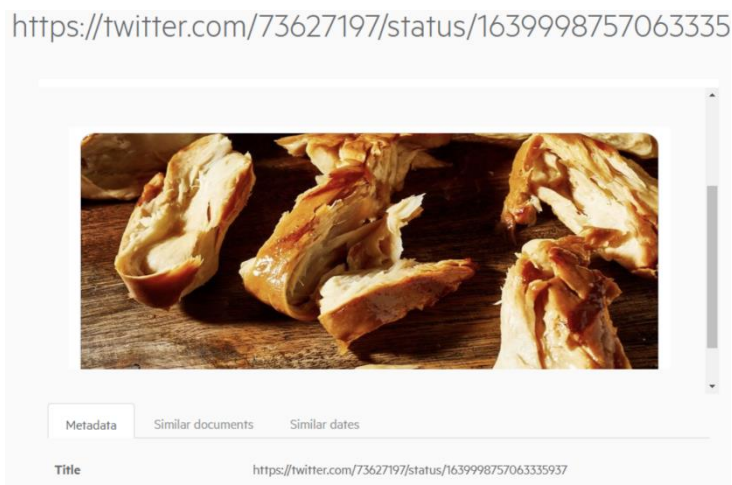 https://twitter.com/73627197/status/1639998757063335
Metadata Similar documents Similar dates
Title https://twitter.com/73627197/status/1639998757063335937